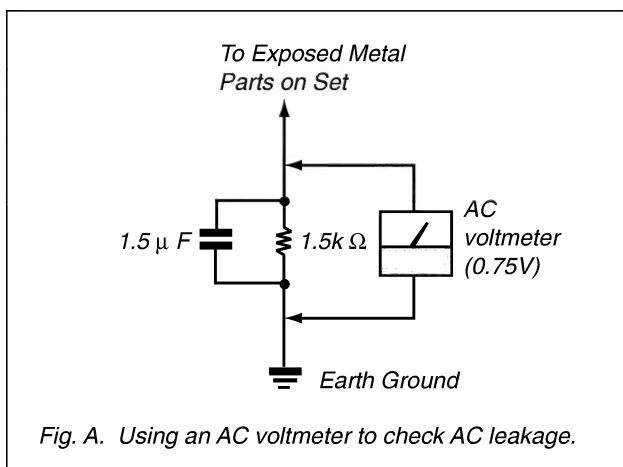 To Exposed Metal
Parts on Set
1.5 μ F
1.5k Ω
AC
voltmeter
(0.75V)
Earth Ground
Fig. A. Using an AC voltmeter to check AC leakage.